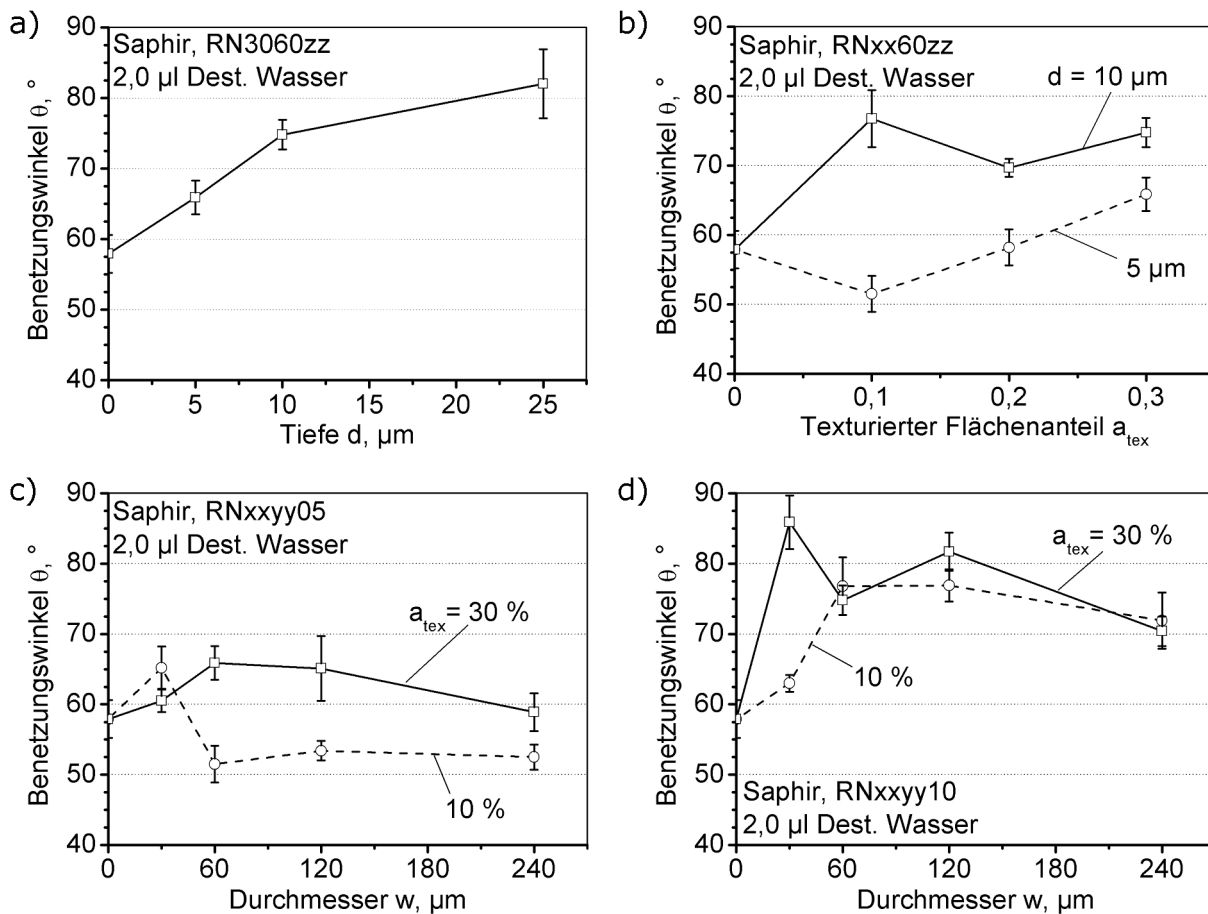 a)
Saphir, RN3060zz
2,0 µl Dest. Wasser
Benetzungswinkel θ, °
90
80
70
60
50
40
0
5
10
15
20
25
Tiefe d, µm
b)
Saphir, RNxx60zz
2,0 µl Dest. Wasser
d = 10 µm
5 µm
Benetzungswinkel θ, °
90
80
70
60
50
40
0
0,1
0,2
0,3
Texturierter Flächenanteil a_tex
c)
Saphir, RNxxyy05
2,0 µl Dest. Wasser
a_tex = 30 %
10 %
Benetzungswinkel θ, °
90
80
70
60
50
40
0
60
120
180
240
Durchmesser w, µm
d)
a_tex = 30 %
10 %
Saphir, RNxxyy10
2,0 µl Dest. Wasser
Benetzungswinkel θ, °
90
80
70
60
50
40
0
60
120
180
240
Durchmesser w, µm